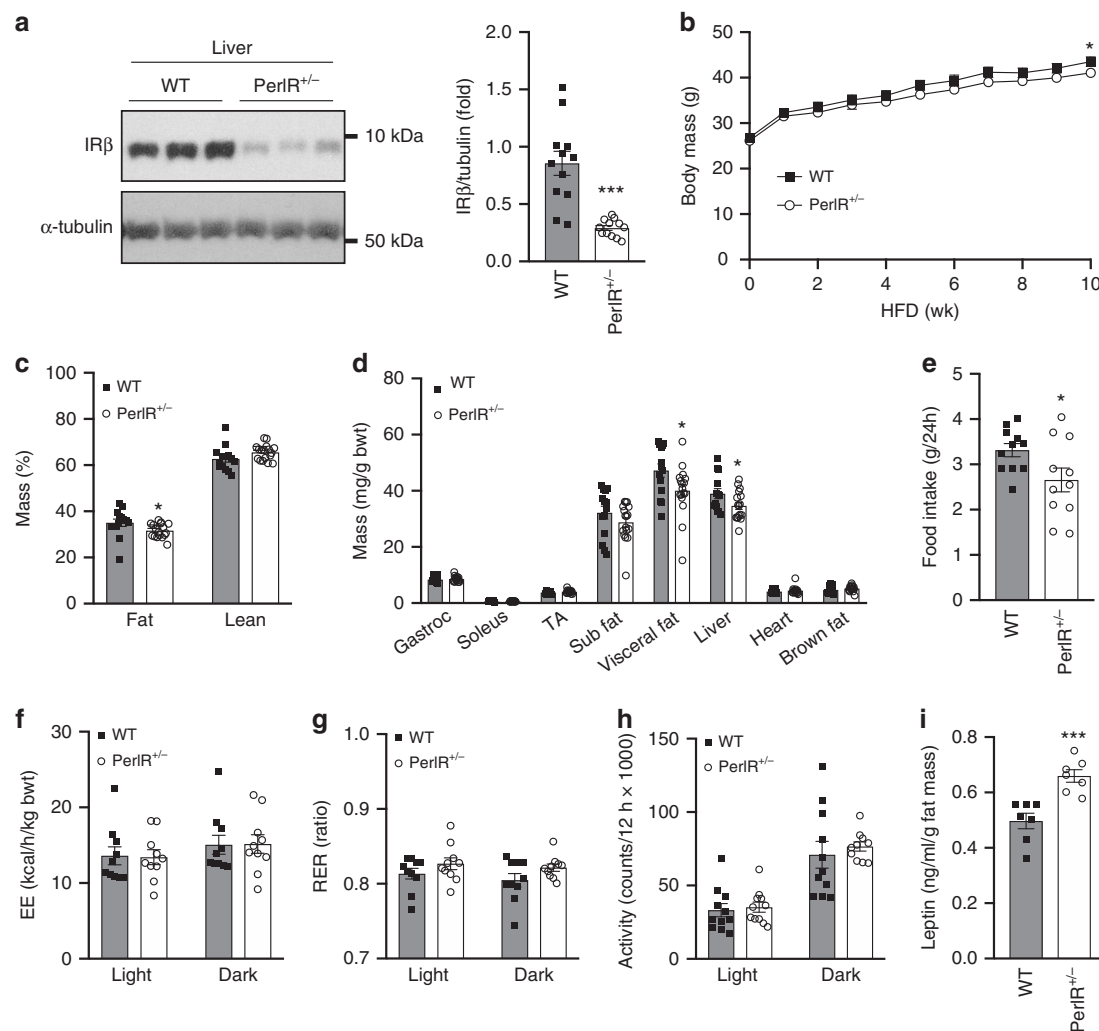 a
Liver
WT PerIR+/–
IRβ
10 kDa
α-tubulin
50 kDa
2.0
1.5
1.0
0.5
0.0
IRβ/tubulin (fold)
***
WT
PerIR+/–
b
50
40
30
20
10
0
Body mass (g)
*
WT
PerIR+/–
0 2 4 6 8 10
HFD (wk)
c
100
80
60
40
20
0
Mass (%)
WT
PerIR+/–
*
Fat Lean
d
80
60
40
20
0
Mass (mg/g bwt)
WT
PerIR+/–
*
*
Gastroc
Soleus
TA
Sub fat
Visceral fat
Liver
Heart
Brown fat
e
5
4
3
2
1
0
Food intake (g/24h)
*
WT
PerIR+/–
f
30
20
10
0
EE (kcal/h/kg bwt)
WT
PerIR+/–
Light Dark
g
1.0
0.9
0.8
0.7
RER (ratio)
WT
PerIR+/–
Light Dark
h
150
100
50
0
Activity (counts/12 h × 1000)
WT
PerIR+/–
Light Dark
i
0.8
0.6
0.4
0.2
0.0
Leptin (ng/ml/g fat mass)
***
WT
PerIR+/–